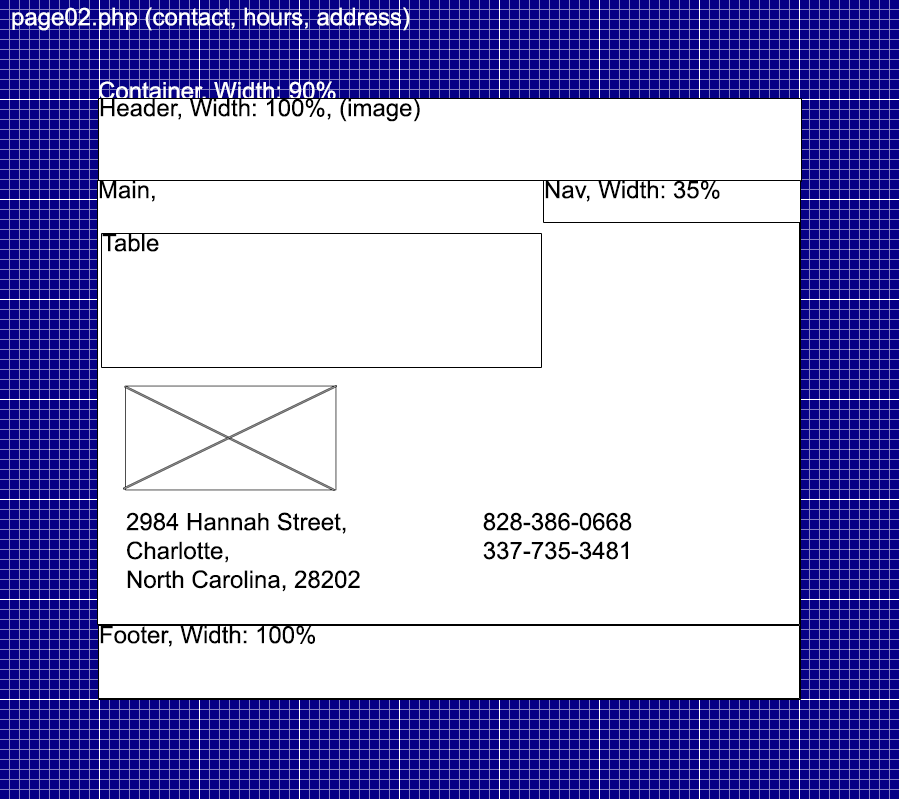 page02.php (contact, hours, address)
Container, Width: 90%
Header, Width: 100%, (image)
Main,
Nav, Width: 35%
Table
2984 Hannah Street,
Charlotte,
North Carolina, 28202
828-386-0668
337-735-3481
Footer, Width: 100%